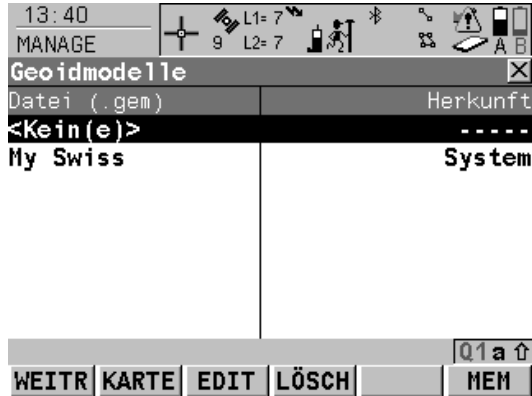 13:40
MANAGE
9
L1= 7
L2= 7
A B
Geoidmodelle
Datei (.gem) Herkunft
<Kein(e)> -----
My Swiss System
Q1 a ⇧
WEITR KARTE EDIT LÖSCH MEM